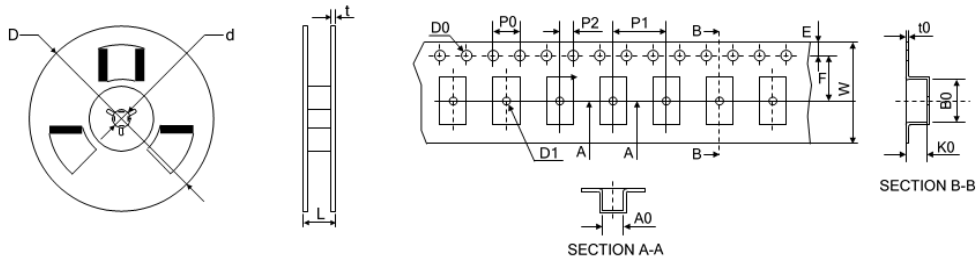 D
d
t
L
D0
P0
P2
P1
B
E
F
W
D1
A
A
B
A0
SECTION A-A
t0
B0
K0
SECTION B-B